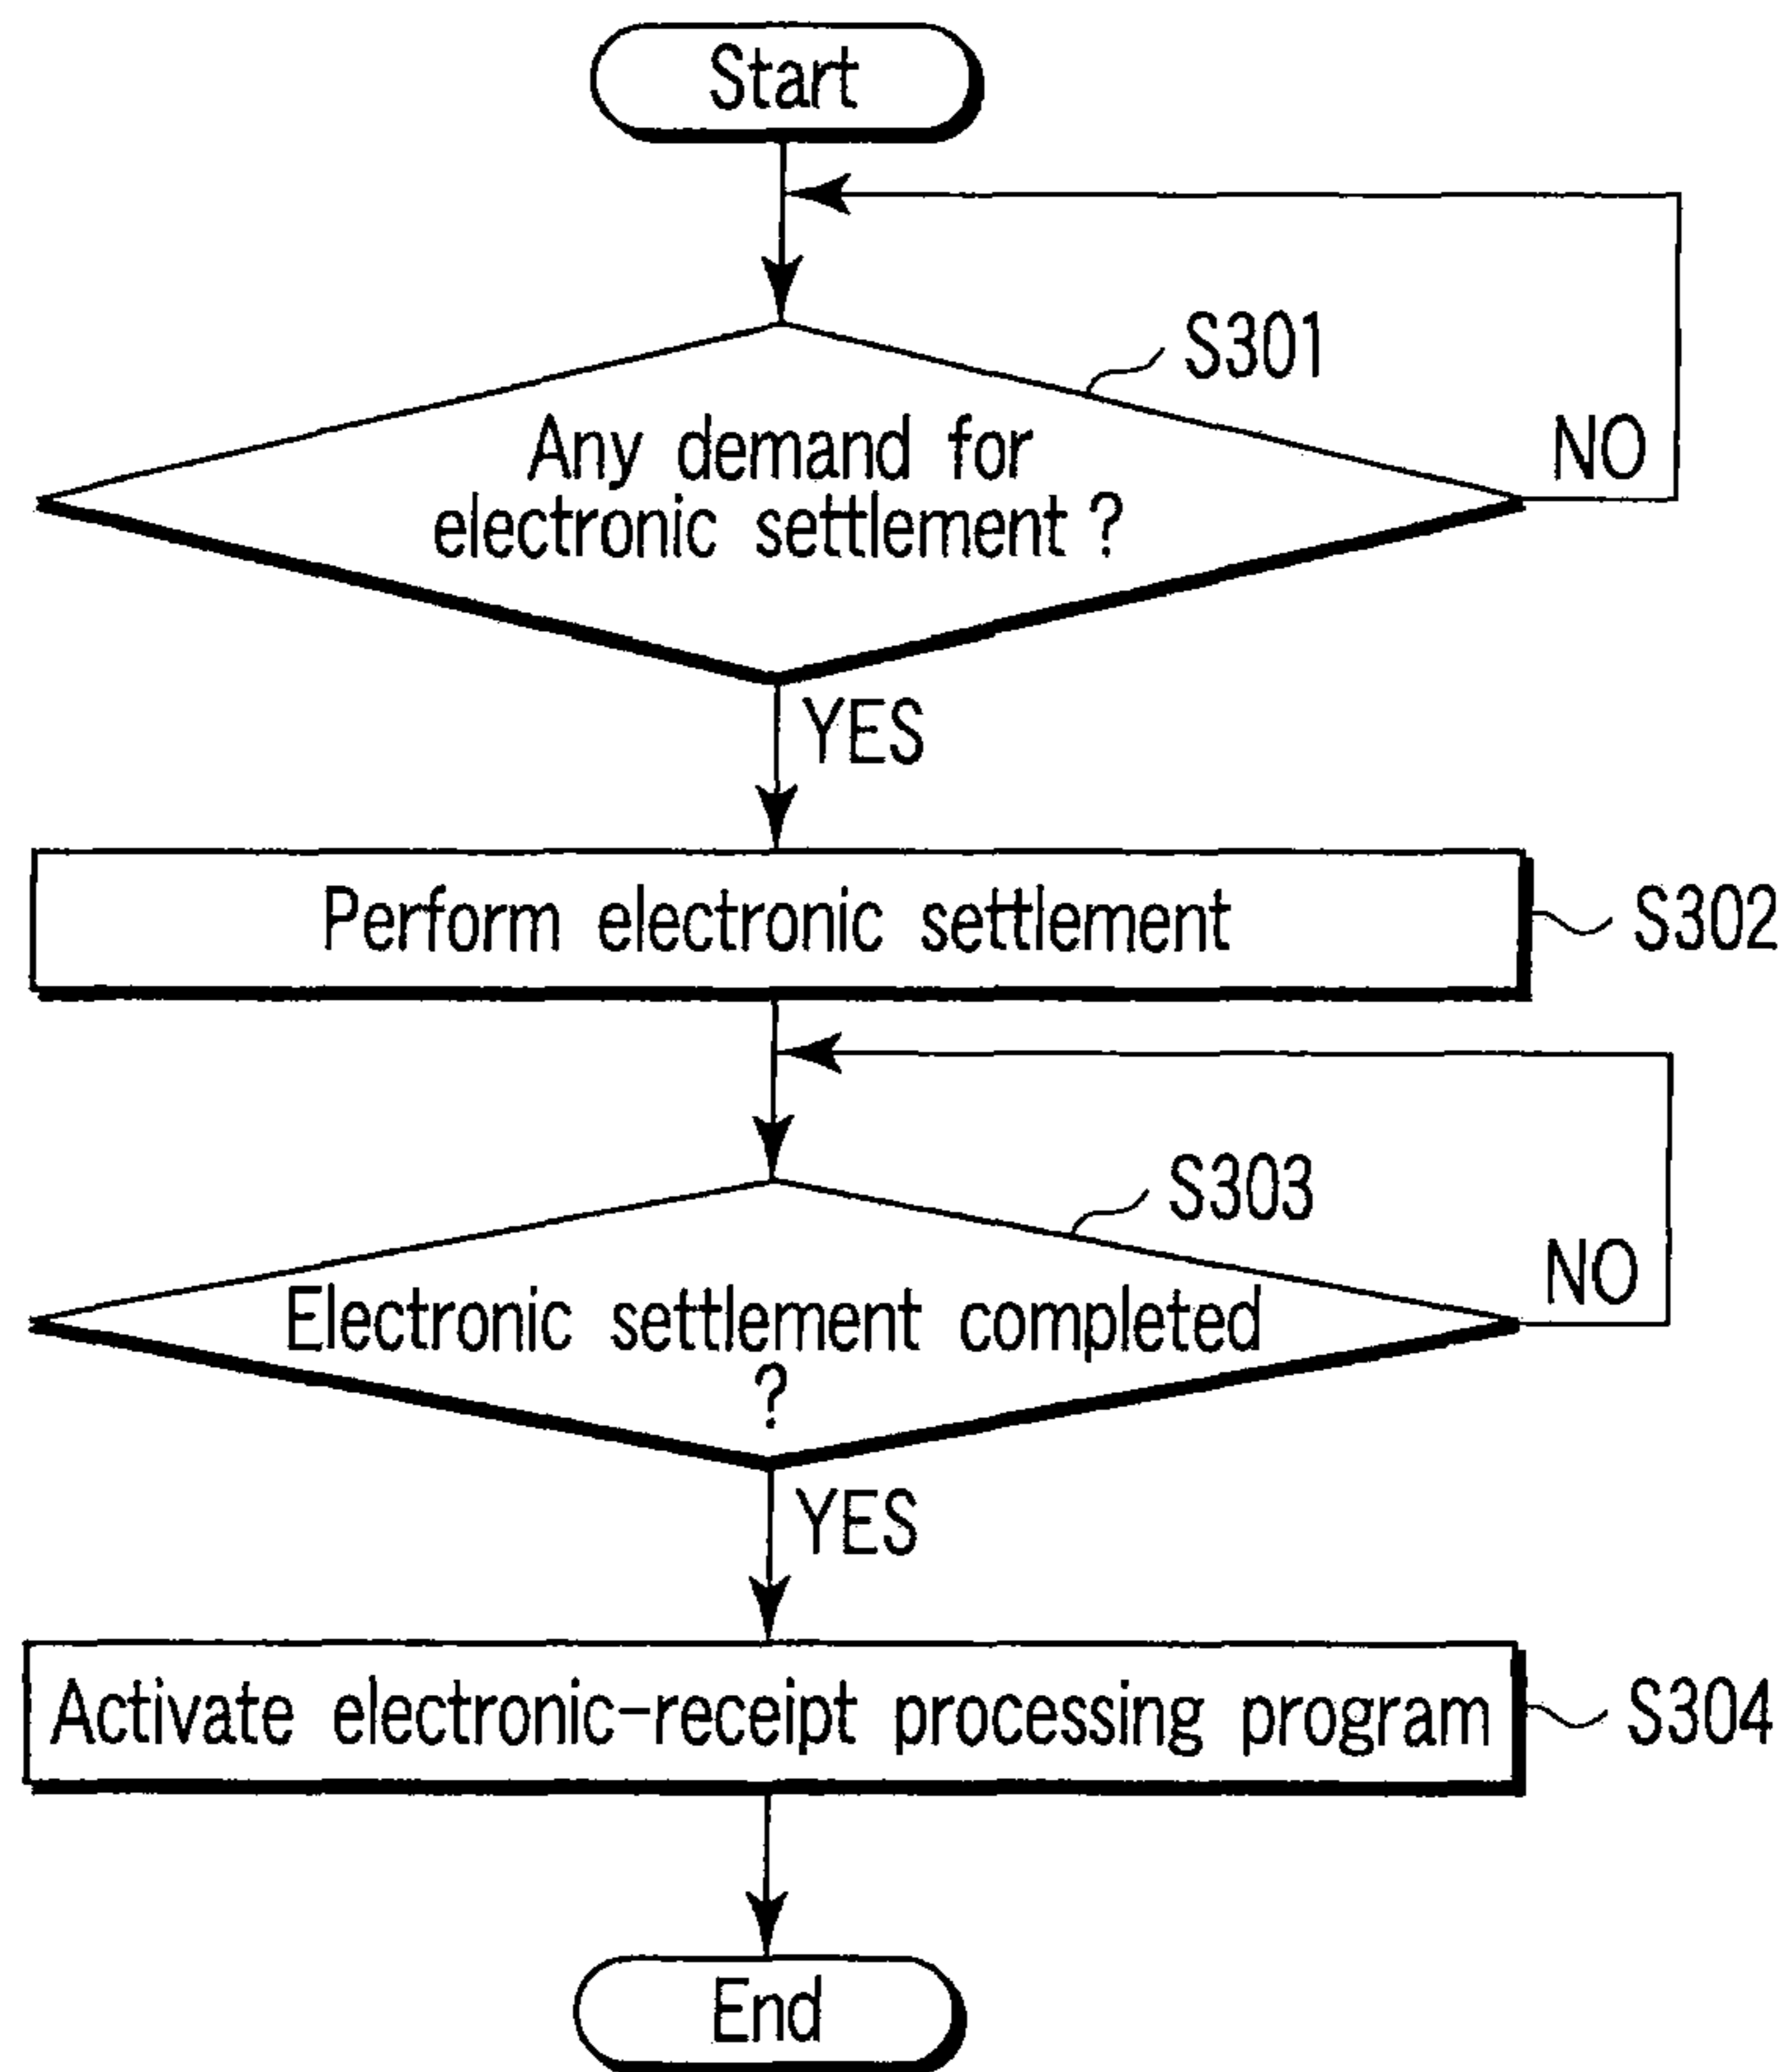 Start
S301
Any demand for
electronic settlement ?
NO
YES
Perform electronic settlement
S302
S303
Electronic settlement completed
?
NO
YES
Activate electronic-receipt processing program
S304
End